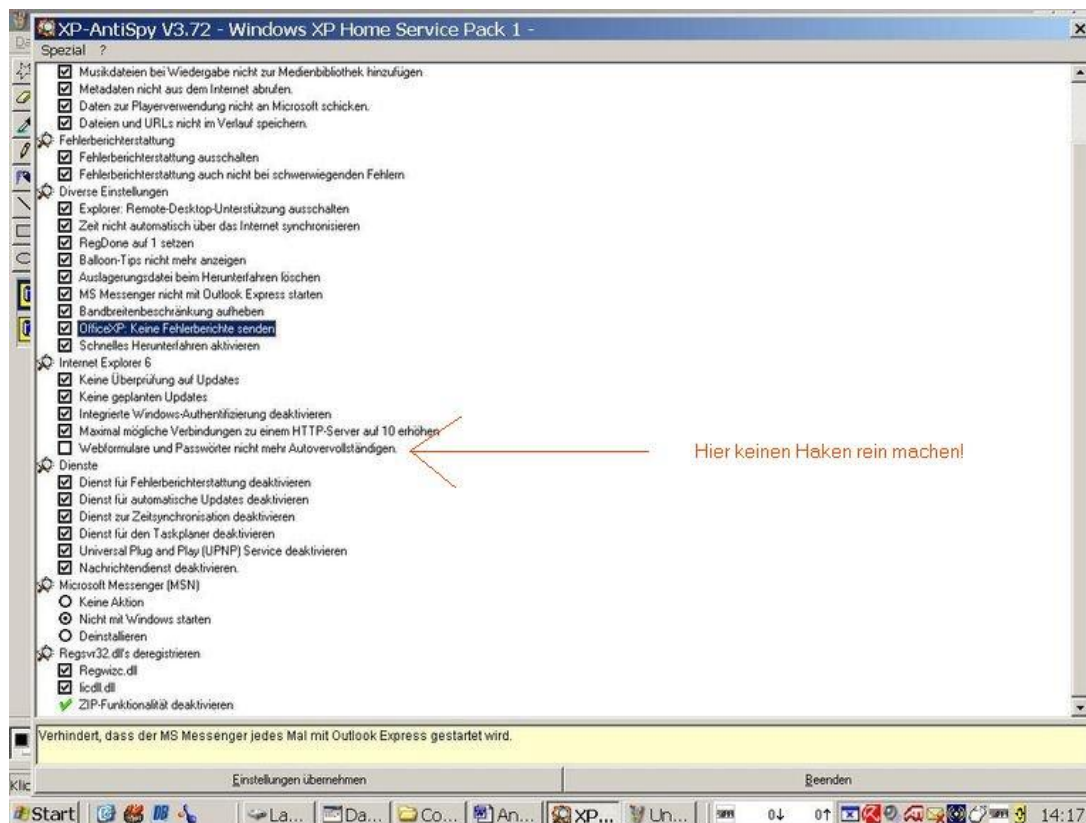 XP-AntiSpy V3.72 - Windows XP Home Service Pack 1 -
Spezial ?
Musikdateien bei Wiedergabe nicht zur Medienbibliothek hinzufügen
Metadaten nicht aus dem Internet abrufen.
Daten zur Playerverwendung nicht an Microsoft schicken.
Dateien und URLs nicht im Verlauf speichern.
Fehlerberichterstattung
Fehlerberichterstattung ausschalten
Fehlerberichterstattung auch nicht bei schwerwiegenden Fehlern
Diverse Einstellungen
Explorer: Remote-Desktop-Unterstützung ausschalten
Zeit nicht automatisch über das Internet synchronisieren
RegDone auf 1 setzen
Balloon-Tips nicht mehr anzeigen
Auslagerungsdatei beim Herunterfahren löschen
MS Messenger nicht mit Outlook Express starten
Bandbreitenbeschränkung aufheben
OfficeXP: Keine Fehlerberichte senden
Schnelles Herunterfahren aktivieren
Internet Explorer 6
Keine Überprüfung auf Updates
Keine geplanten Updates
Integrierte Windows-Authentifizierung deaktivieren
Maximal mögliche Verbindungen zu einem HTTP-Server auf 10 erhöhen
Webformulare und Passwörter nicht mehr Autovervollständigen.
Hier keinen Haken rein machen!
Dienste
Dienst für Fehlerberichterstattung deaktivieren
Dienst für automatische Updates deaktivieren
Dienst zur Zeitsynchronisation deaktivieren
Dienst für den Taskplaner deaktivieren
Universal Plug and Play (UPNP) Service deaktivieren
Nachrichtendienst deaktivieren.
Microsoft Messenger (MSN)
Keine Aktion
Nicht mit Windows starten
Deinstallieren
Regsvr32.dll's deregistrieren
Regwizc.dll
licdll.dll
ZIP-Funktionalität deaktivieren
Verhindert, dass der MS Messenger jedes Mal mit Outlook Express gestartet wird.
Klic
Einstellungen übernehmen Beenden
Start La... Da... Co... An... XP... Un... 0↓ 0↑ 14:17